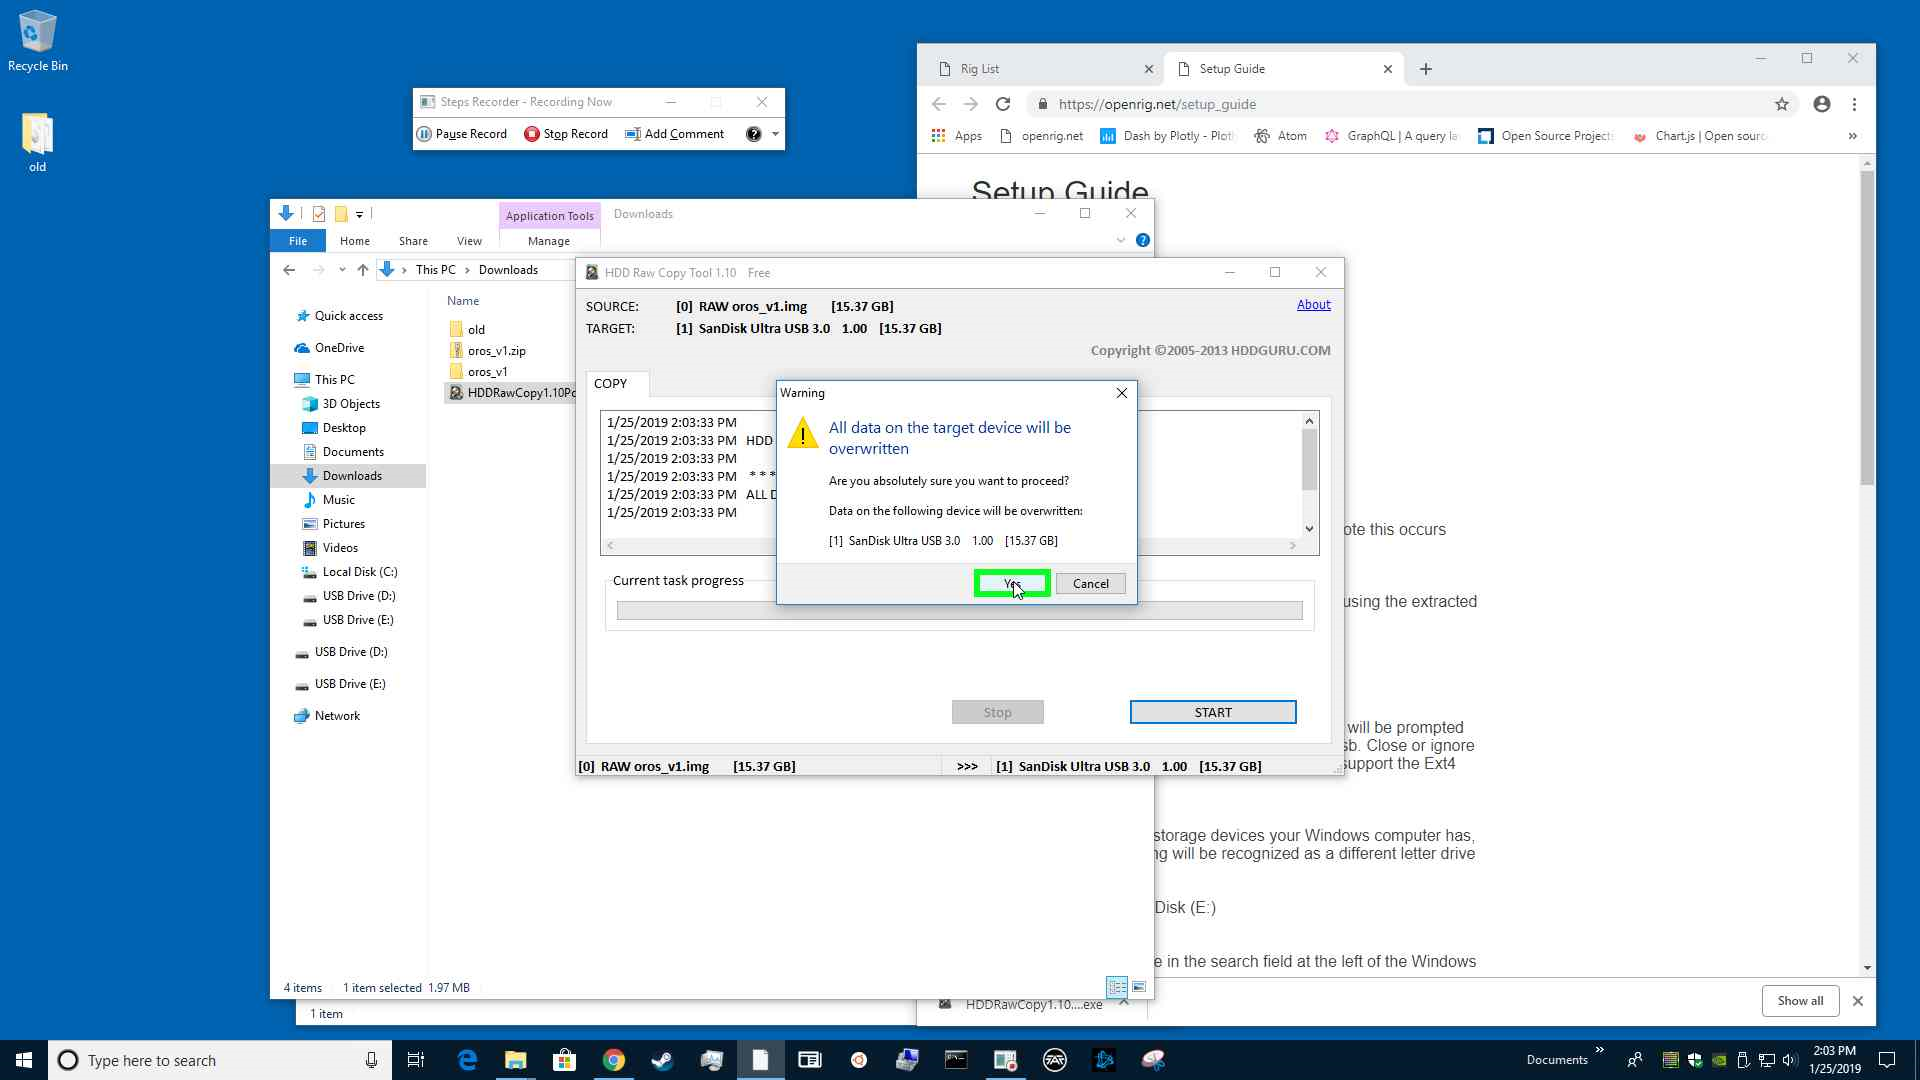 Recycle Bin
old
Steps Recorder - Recording Now
Pause Record
Stop Record
Add Comment
Rig List
Setup Guide
https://openrig.net/setup_guide
Apps
openrig.net
Dash by Plotly - Plotl
Atom
GraphQL | A query la
Open Source Projects
Chart.js | Open sourc
»
Setup Guide
Application Tools
Downloads
File
Home
Share
View
Manage
This PC > Downloads
Name
old
oros_v1.zip
oros_v1
HDDRawCopy1.10Po
Quick access
OneDrive
This PC
3D Objects
Desktop
Documents
Downloads
Music
Pictures
Videos
Local Disk (C:)
USB Drive (D:)
USB Drive (E:)
USB Drive (D:)
USB Drive (E:)
Network
4 items 1 item selected 1.97 MB
1 item
HDD Raw Copy Tool 1.10 Free
SOURCE: [0] RAW oros_v1.img [15.37 GB]
About
TARGET: [1] SanDisk Ultra USB 3.0 1.00 [15.37 GB]
Copyright ©2005-2013 HDDGURU.COM
COPY
1/25/2019 2:03:33 PM
1/25/2019 2:03:33 PM HDD
1/25/2019 2:03:33 PM
1/25/2019 2:03:33 PM * * *
1/25/2019 2:03:33 PM ALL D
1/25/2019 2:03:33 PM
Current task progress
Stop
START
[0] RAW oros_v1.img [15.37 GB] >>> [1] SanDisk Ultra USB 3.0 1.00 [15.37 GB]
Warning
All data on the target device will be
overwritten
Are you absolutely sure you want to proceed?
Data on the following device will be overwritten:
[1] SanDisk Ultra USB 3.0 1.00 [15.37 GB]
Yes
Cancel
ote this occurs
using the extracted
will be prompted
sb. Close or ignore
support the Ext4
storage devices your Windows computer has,
ng will be recognized as a different letter drive
Disk (E:)
e in the search field at the left of the Windows
HDDRawCopy1.10....exe
Show all
Type here to search
Documents »
2:03 PM
1/25/2019